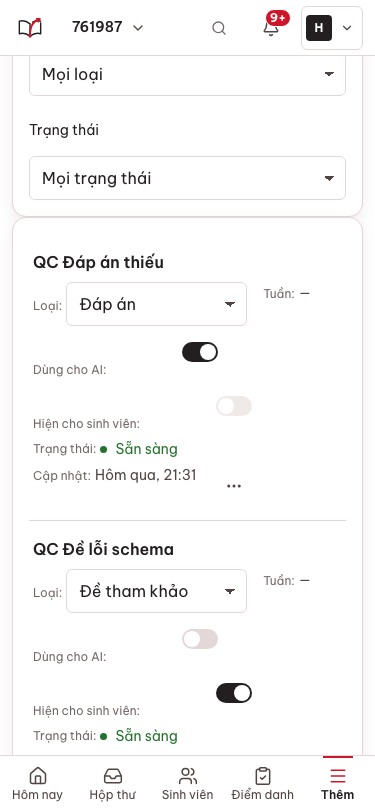 761987
9+
H
Mọi loại
Trạng thái
Mọi trạng thái
QC Đáp án thiếu
Loại: Đáp án Tuần: —
Dùng cho AI:
Hiện cho sinh viên:
Trạng thái: Sẵn sàng
Cập nhật: Hôm qua, 21:31
QC Đề lỗi schema
Loại: Đề tham khảo Tuần: —
Dùng cho AI:
Hiện cho sinh viên:
Trạng thái: Sẵn sàng
Hôm nay Hộp thư Sinh viên Điểm danh Thêm